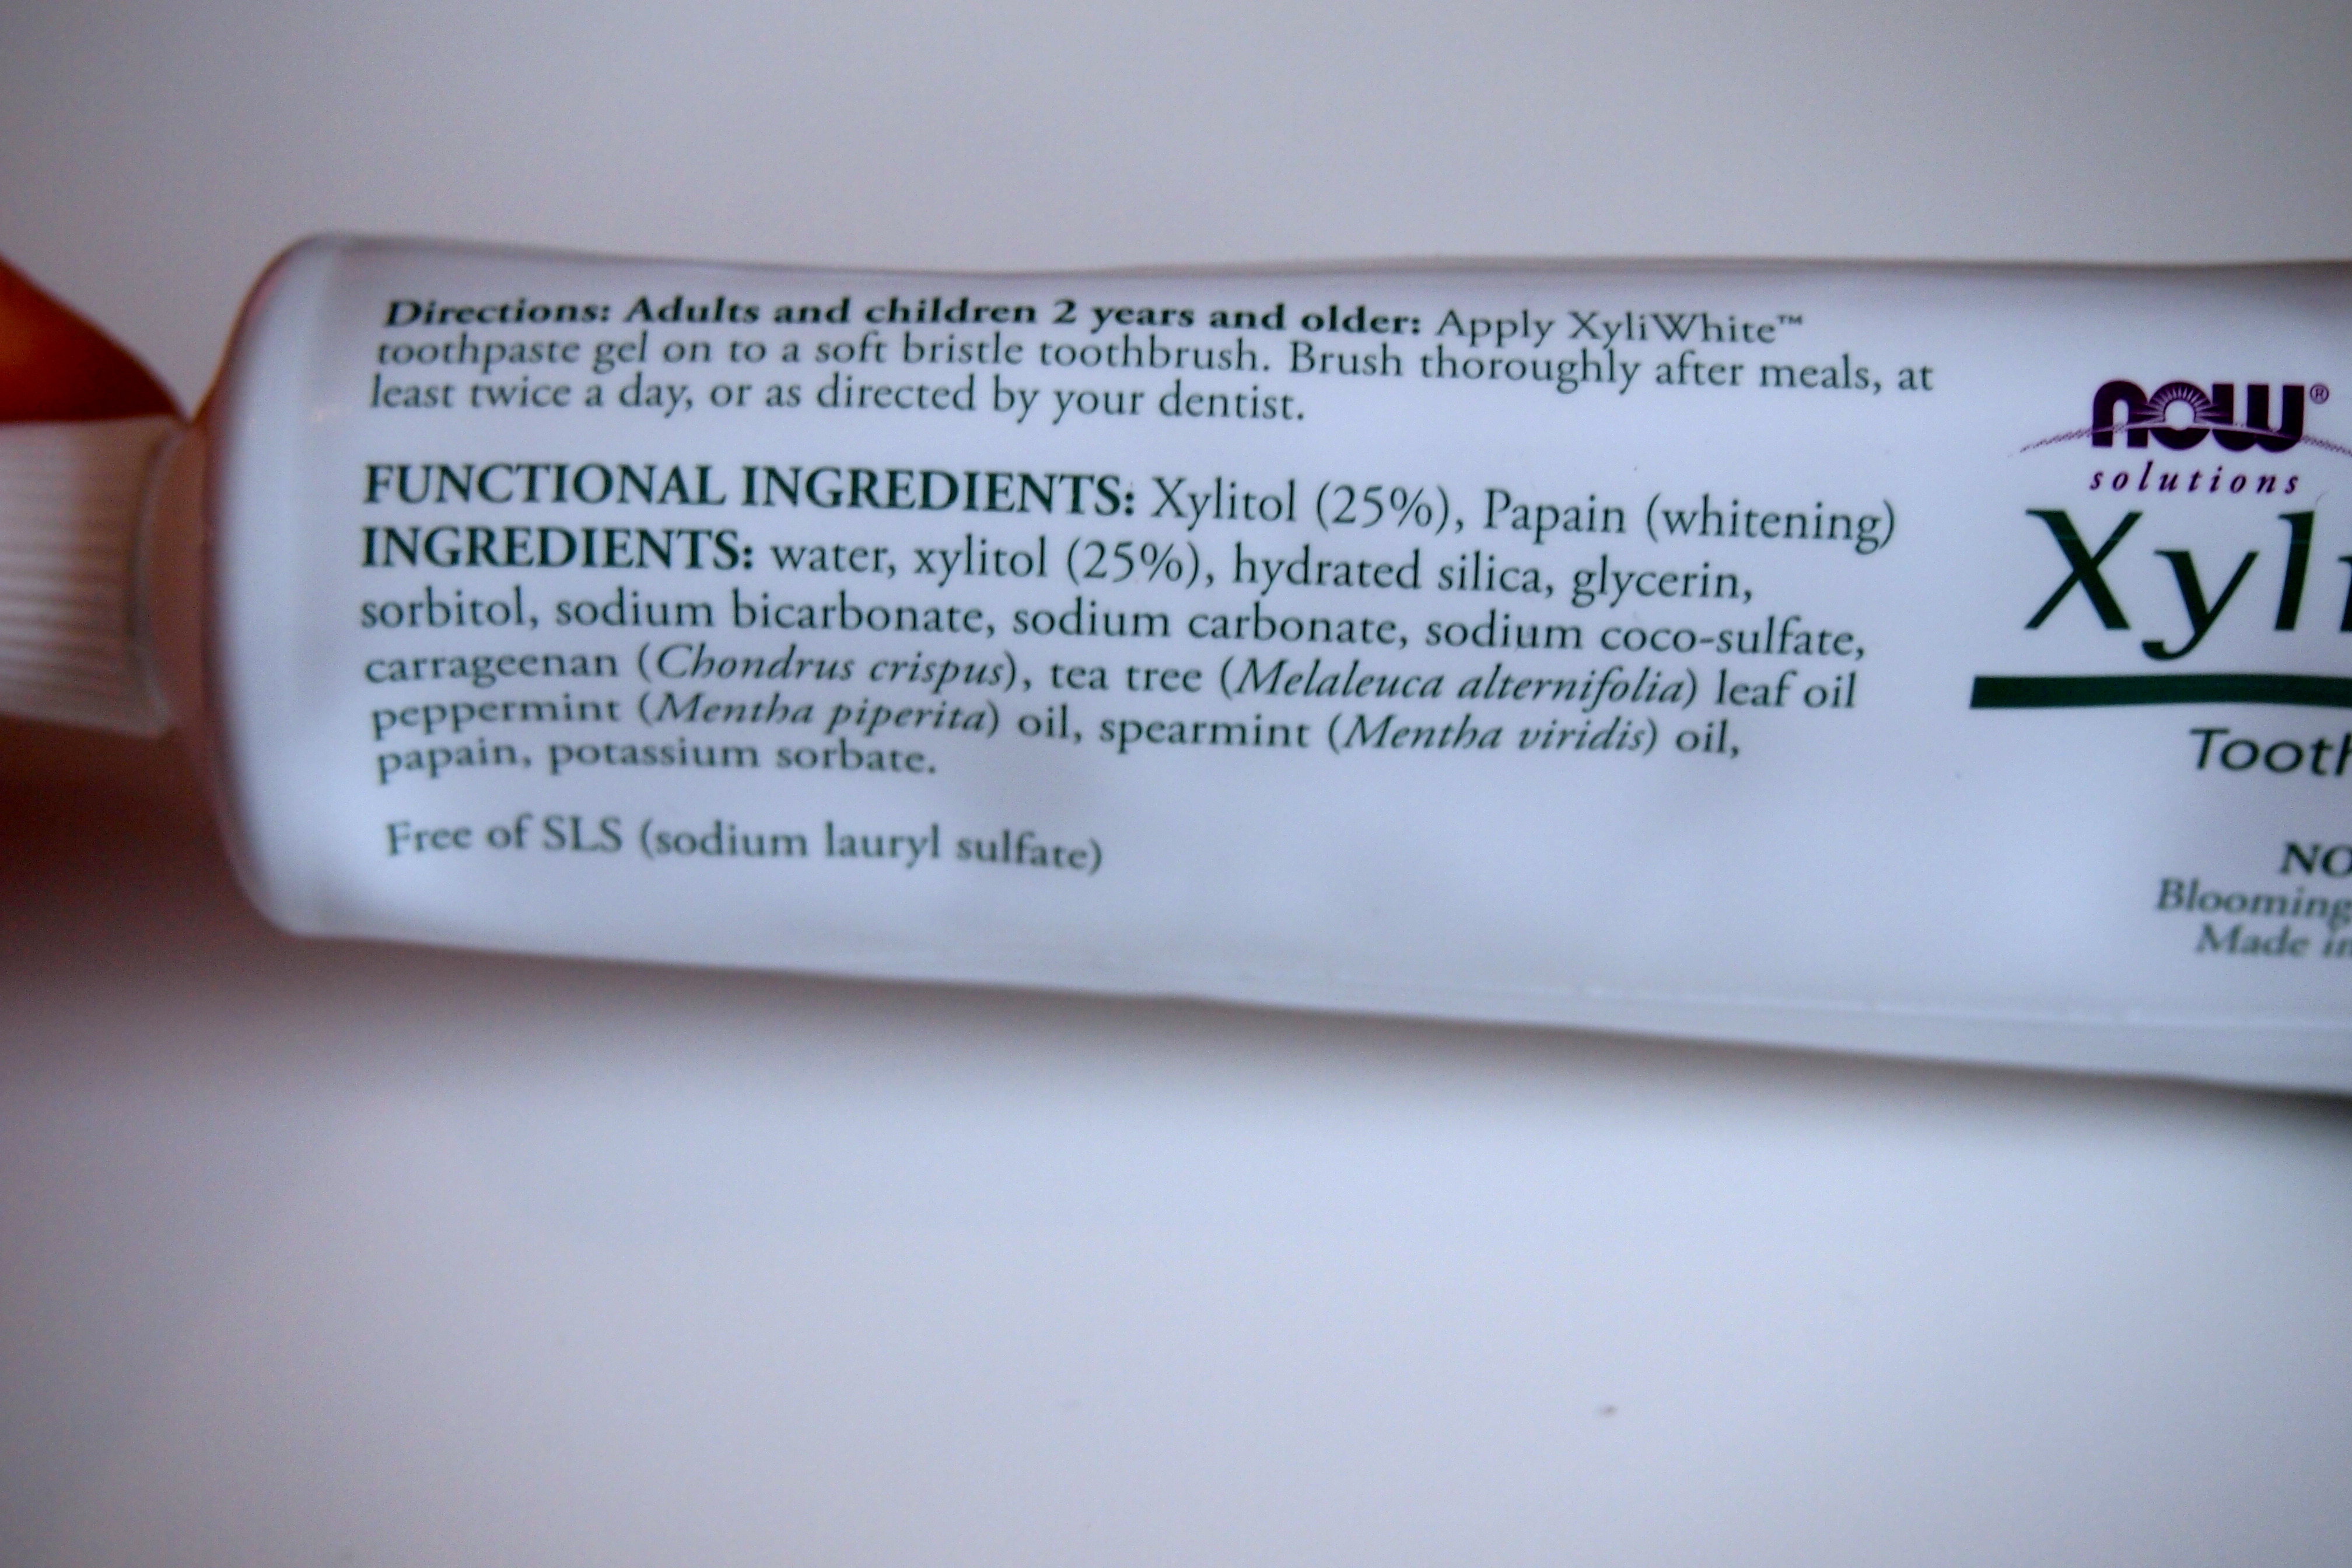 Directions: Adults and children 2 years and older: Apply XyliWhite™
toothpaste gel on to a soft bristle toothbrush. Brush thoroughly after meals, at
least twice a day, or as directed by your dentist.
FUNCTIONAL INGREDIENTS: Xylitol (25%), Papain (whitening)
INGREDIENTS: water, xylitol (25%), hydrated silica, glycerin,
sorbitol, sodium bicarbonate, sodium carbonate, sodium coco-sulfate,
carrageenan (Chondrus crispus), tea tree (Melaleuca alternifolia) leaf oil
peppermint (Mentha piperita) oil, spearmint (Mentha viridis) oil,
papain, potassium sorbate.
Free of SLS (sodium lauryl sulfate)
now®
solutions
Xyli
Tooth
NO
Blooming
Made in